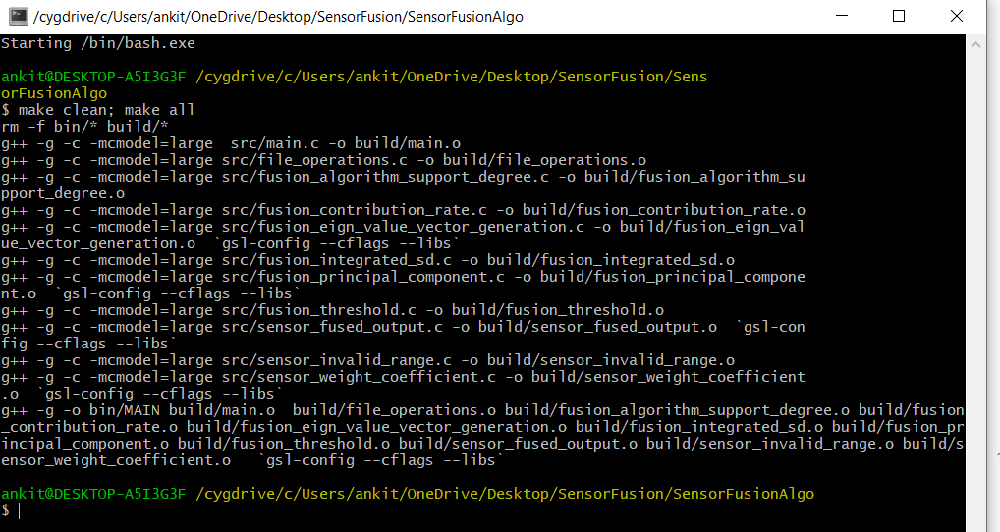 /cygdrive/c/Users/ankit/OneDrive/Desktop/SensorFusion/SensorFusionAlgo
Starting /bin/bash.exe
ankit@DESKTOP-A5I3G3F /cygdrive/c/Users/ankit/OneDrive/Desktop/SensorFusion/Sens
orFusionAlgo
$ make clean; make all
rm -f bin/* build/*
g++ -g -c -mcmodel=large  src/main.c -o build/main.o
g++ -g -c -mcmodel=large src/file_operations.c -o build/file_operations.o
g++ -g -c -mcmodel=large src/fusion_algorithm_support_degree.c -o build/fusion_algorithm_su
pport_degree.o
g++ -g -c -mcmodel=large src/fusion_contribution_rate.c -o build/fusion_contribution_rate.o
g++ -g -c -mcmodel=large src/fusion_eign_value_vector_generation.c -o build/fusion_eign_val
ue_vector_generation.o  `gsl-config --cflags --libs`
g++ -g -c -mcmodel=large src/fusion_integrated_sd.c -o build/fusion_integrated_sd.o
g++ -g -c -mcmodel=large src/fusion_principal_component.c -o build/fusion_principal_compone
nt.o  `gsl-config --cflags --libs`
g++ -g -c -mcmodel=large src/fusion_threshold.c -o build/fusion_threshold.o
g++ -g -c -mcmodel=large src/sensor_fused_output.c -o build/sensor_fused_output.o  `gsl-con
fig --cflags --libs`
g++ -g -c -mcmodel=large src/sensor_invalid_range.c -o build/sensor_invalid_range.o
g++ -g -c -mcmodel=large src/sensor_weight_coefficient.c -o build/sensor_weight_coefficient
.o  `gsl-config --cflags --libs`
g++ -g -o bin/MAIN build/main.o  build/file_operations.o build/fusion_algorithm_support_degree.o build/fusion
_contribution_rate.o build/fusion_eign_value_vector_generation.o build/fusion_integrated_sd.o build/fusion_pr
incipal_component.o build/fusion_threshold.o build/sensor_fused_output.o build/sensor_invalid_range.o build/s
ensor_weight_coefficient.o   `gsl-config --cflags --libs`
ankit@DESKTOP-A5I3G3F /cygdrive/c/Users/ankit/OneDrive/Desktop/SensorFusion/SensorFusionAlgo
$